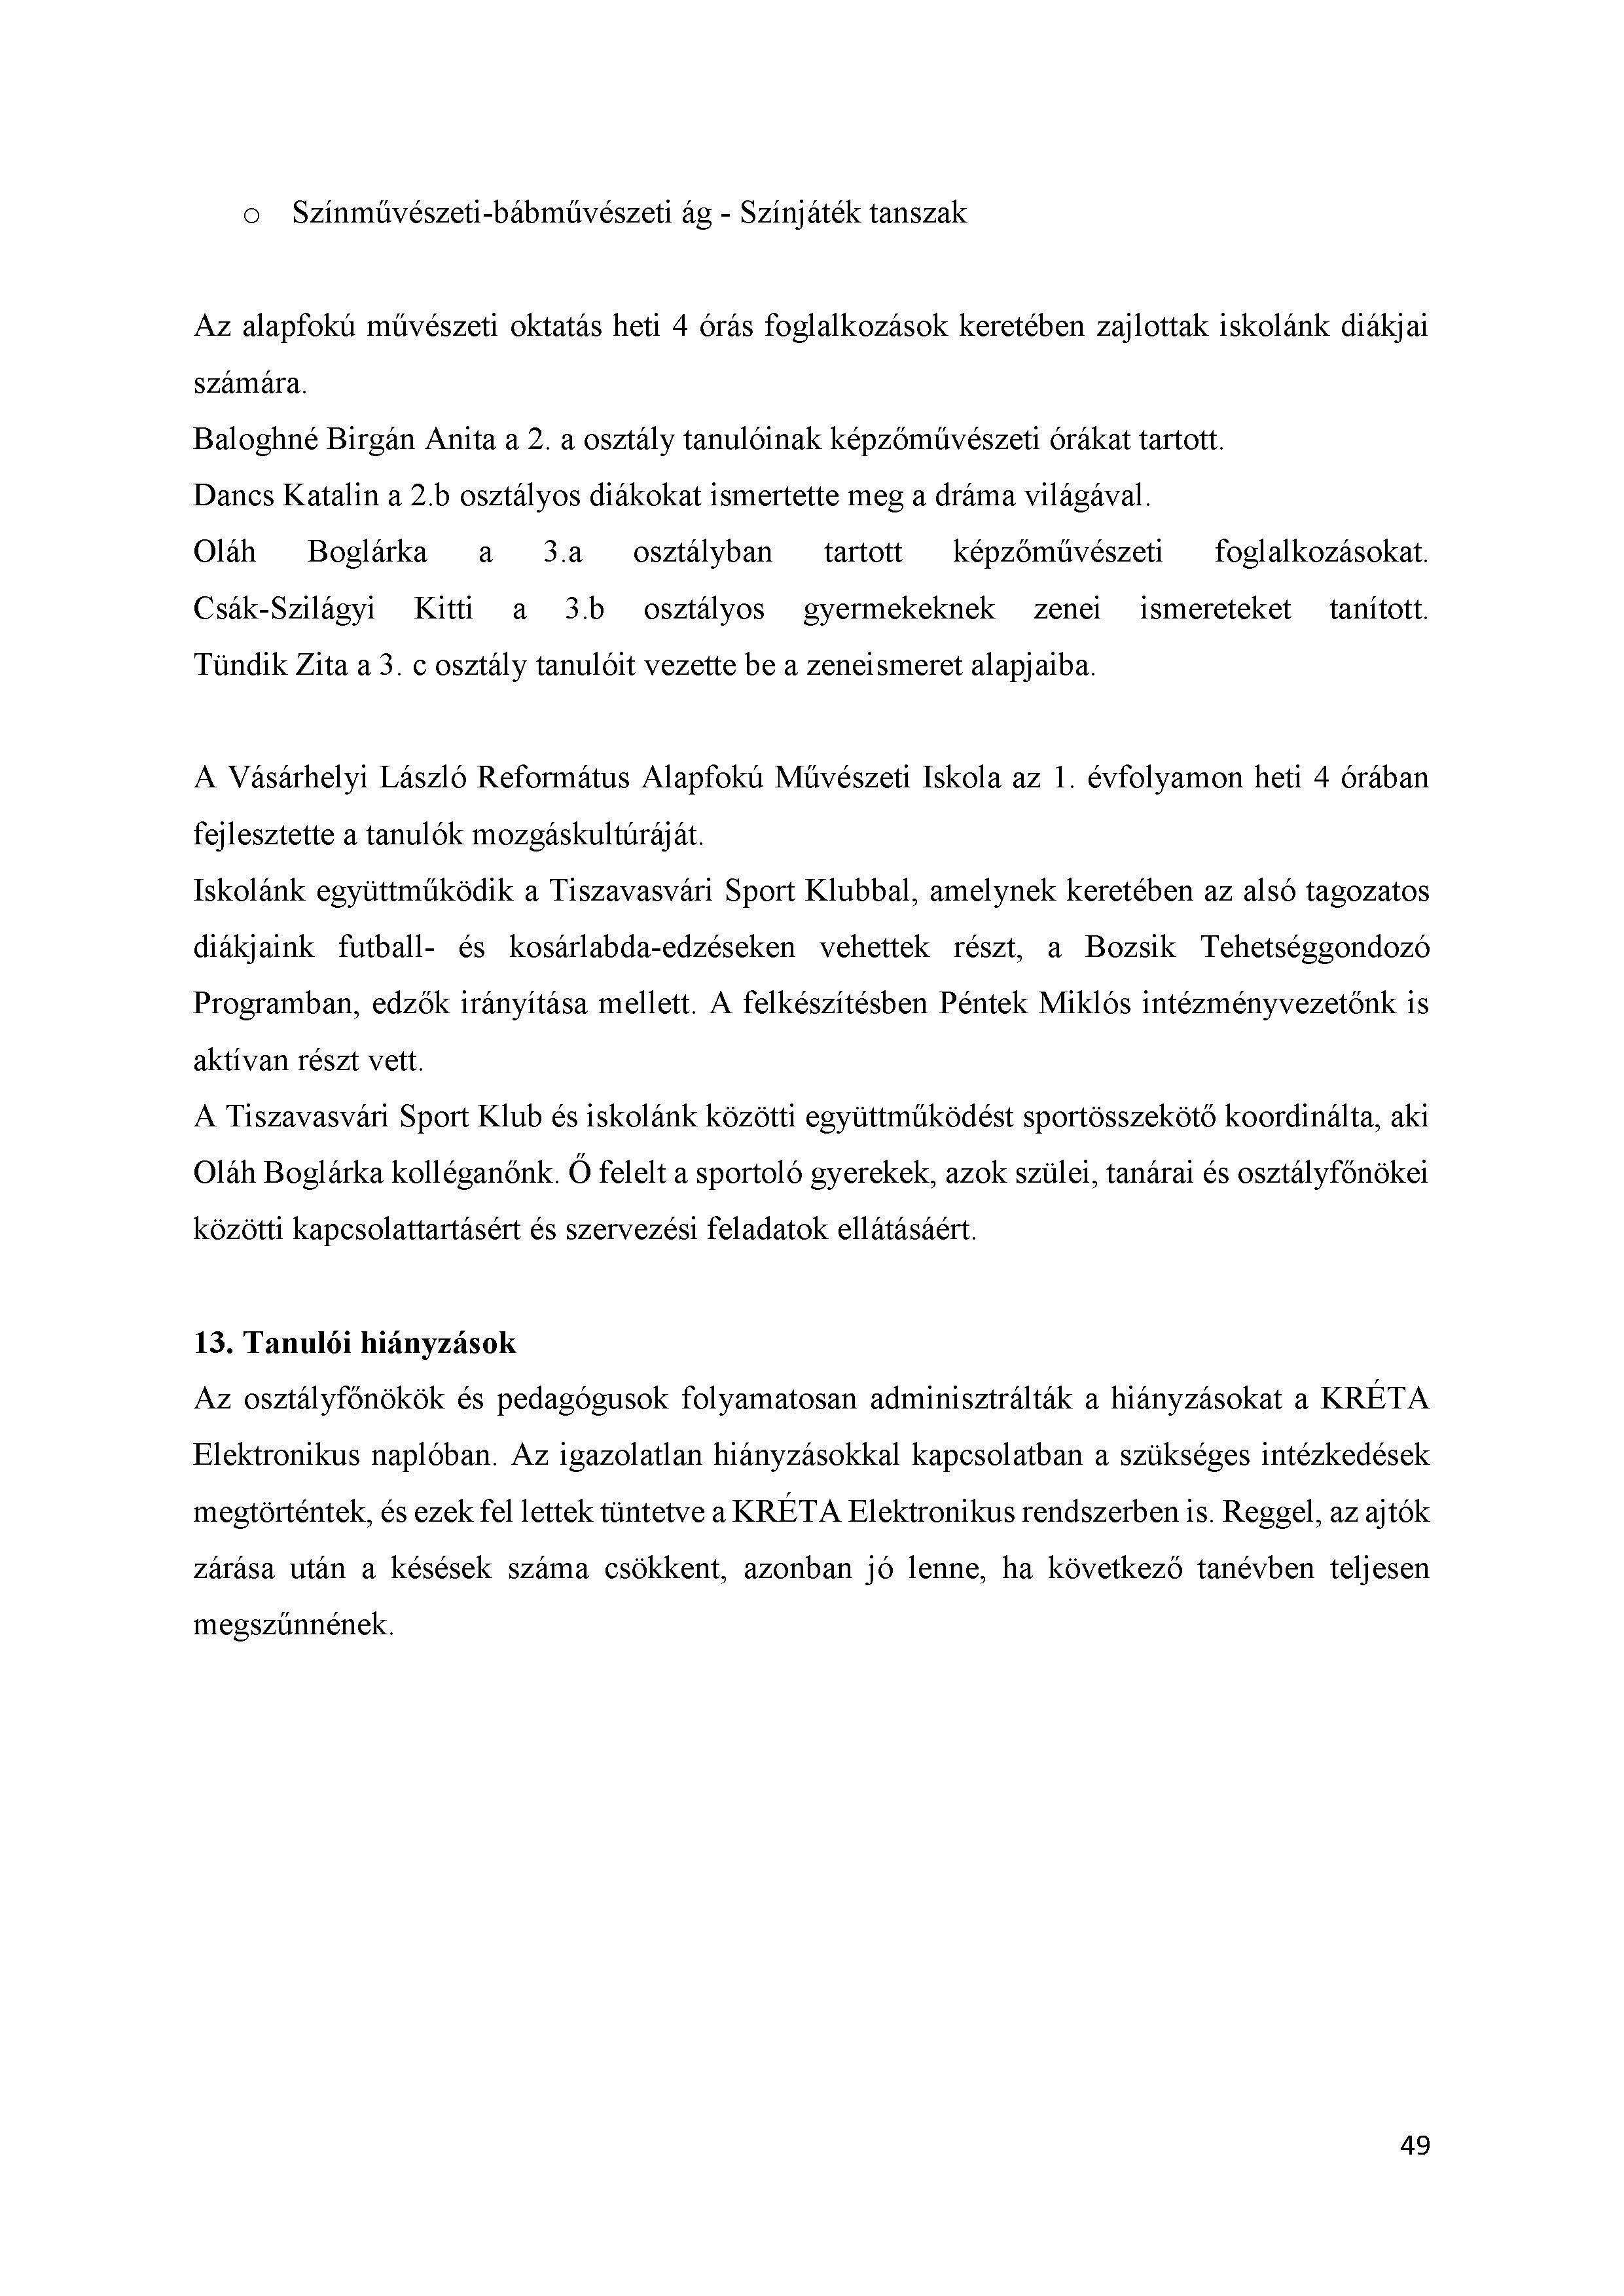 o Színművészeti-bábművészeti ág - Színjáték tanszak
Az alapfokú művészeti oktatás heti 4 órás foglalkozások keretében zajlottak iskolánk diákjai
számára.
Baloghné Birgán Anita a 2. a osztály tanulóinak képzőművészeti órákat tartott.
Dancs Katalin a 2.b osztályos diákokat ismertette meg a dráma világával.
Oláh Boglárka a 3.a osztályban tartott képzőművészeti foglalkozásokat.
Csák-Szilágyi Kitti a 3.b osztályos gyermekeknek zenei ismereteket tanított.
Tündik Zita a 3. c osztály tanulóit vezette be a zeneismeret alapjaiba.
A Vásárhelyi László Református Alapfokú Művészeti Iskola az 1. évfolyamon heti 4 órában
fejlesztette a tanulók mozgáskultúráját.
Iskolánk együttműködik a Tiszavasvári Sport Klubbal, amelynek keretében az alsó tagozatos
diákjaink futball- és kosárlabda-edzéseken vehettek részt, a Bozsik Tehetséggondozó
Programban, edzők irányítása mellett. A felkészítésben Péntek Miklós intézményvezetőnk is
aktívan részt vett.
A Tiszavasvári Sport Klub és iskolánk közötti együttműködést sportösszekötő koordinálta, aki
Oláh Boglárka kolléganőnk. Ő felelt a sportoló gyerekek, azok szülei, tanárai és osztályfőnökei
közötti kapcsolattartásért és szervezési feladatok ellátásáért.
13. Tanulói hiányzások
Az osztályfőnökök és pedagógusok folyamatosan adminisztrálták a hiányzásokat a KRÉTA
Elektronikus naplóban. Az igazolatlan hiányzásokkal kapcsolatban a szükséges intézkedések
megtörténtek, és ezek fel lettek tüntetve a KRÉTA Elektronikus rendszerben is. Reggel, az ajtók
zárása után a késések száma csökkent, azonban jó lenne, ha következő tanévben teljesen
megszűnnének.
49